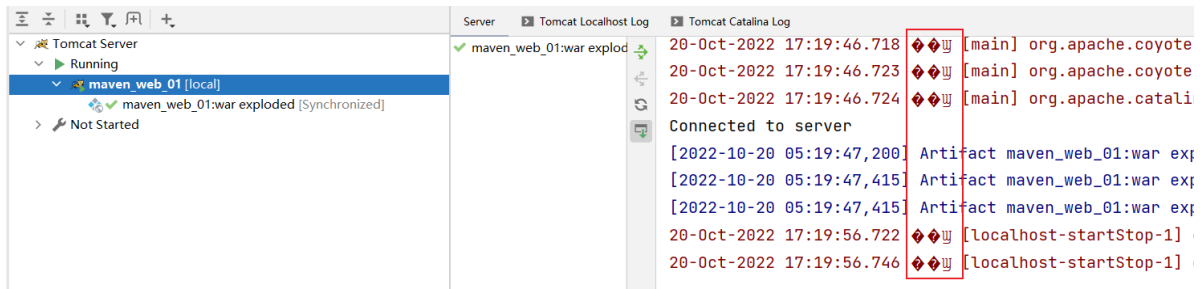 Server Tomcat Localhost Log Tomcat Catalina Log
Tomcat Server
Running
maven_web_01 [local]
maven_web_01:war exploded [Synchronized]
Not Started
maven_web_01:war explod
20-Oct-2022 17:19:46.718 ��Ϣ [main] org.apache.coyote
20-Oct-2022 17:19:46.723 ��Ϣ [main] org.apache.coyote
20-Oct-2022 17:19:46.724 ��Ϣ [main] org.apache.catali
Connected to server
[2022-10-20 05:19:47,200] Artifact maven_web_01:war exp
[2022-10-20 05:19:47,415] Artifact maven_web_01:war exp
[2022-10-20 05:19:47,415] Artifact maven_web_01:war exp
20-Oct-2022 17:19:56.722 ��Ϣ [localhost-startStop-1]
20-Oct-2022 17:19:56.746 ��Ϣ [localhost-startStop-1]